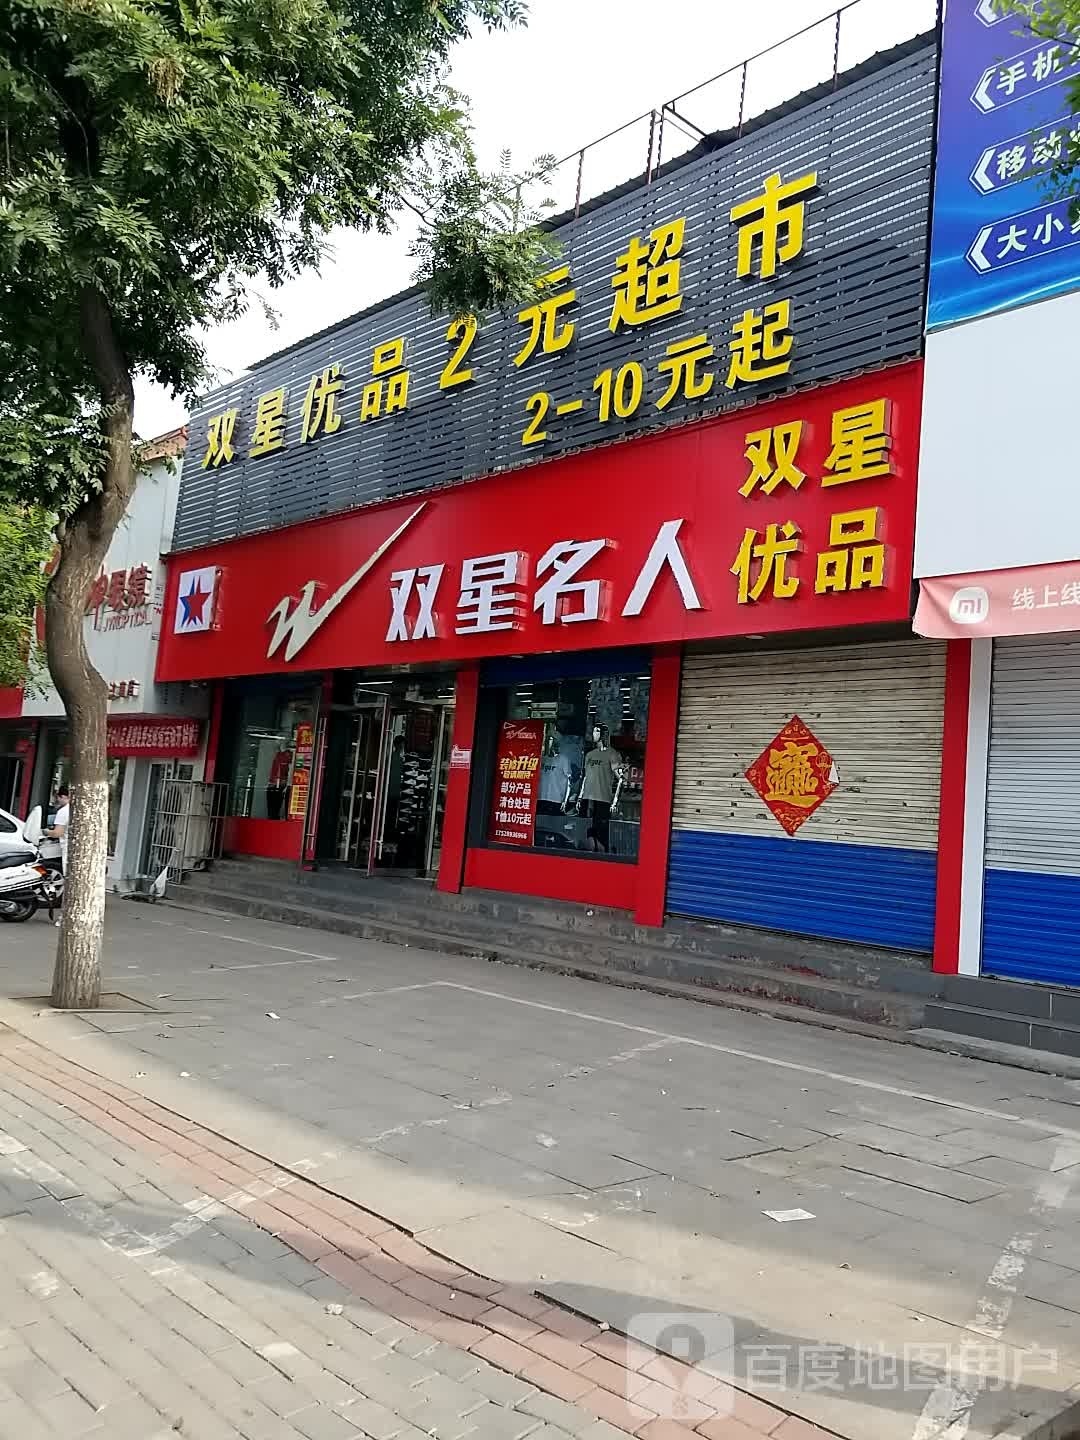 双星优品2元超市
2-10元起
双星名人
双星
优品
手机
移动
大小
mi
线上线
装修升级
部分产品
清仓处理
T恤10元起
17529936966
百度地图用户